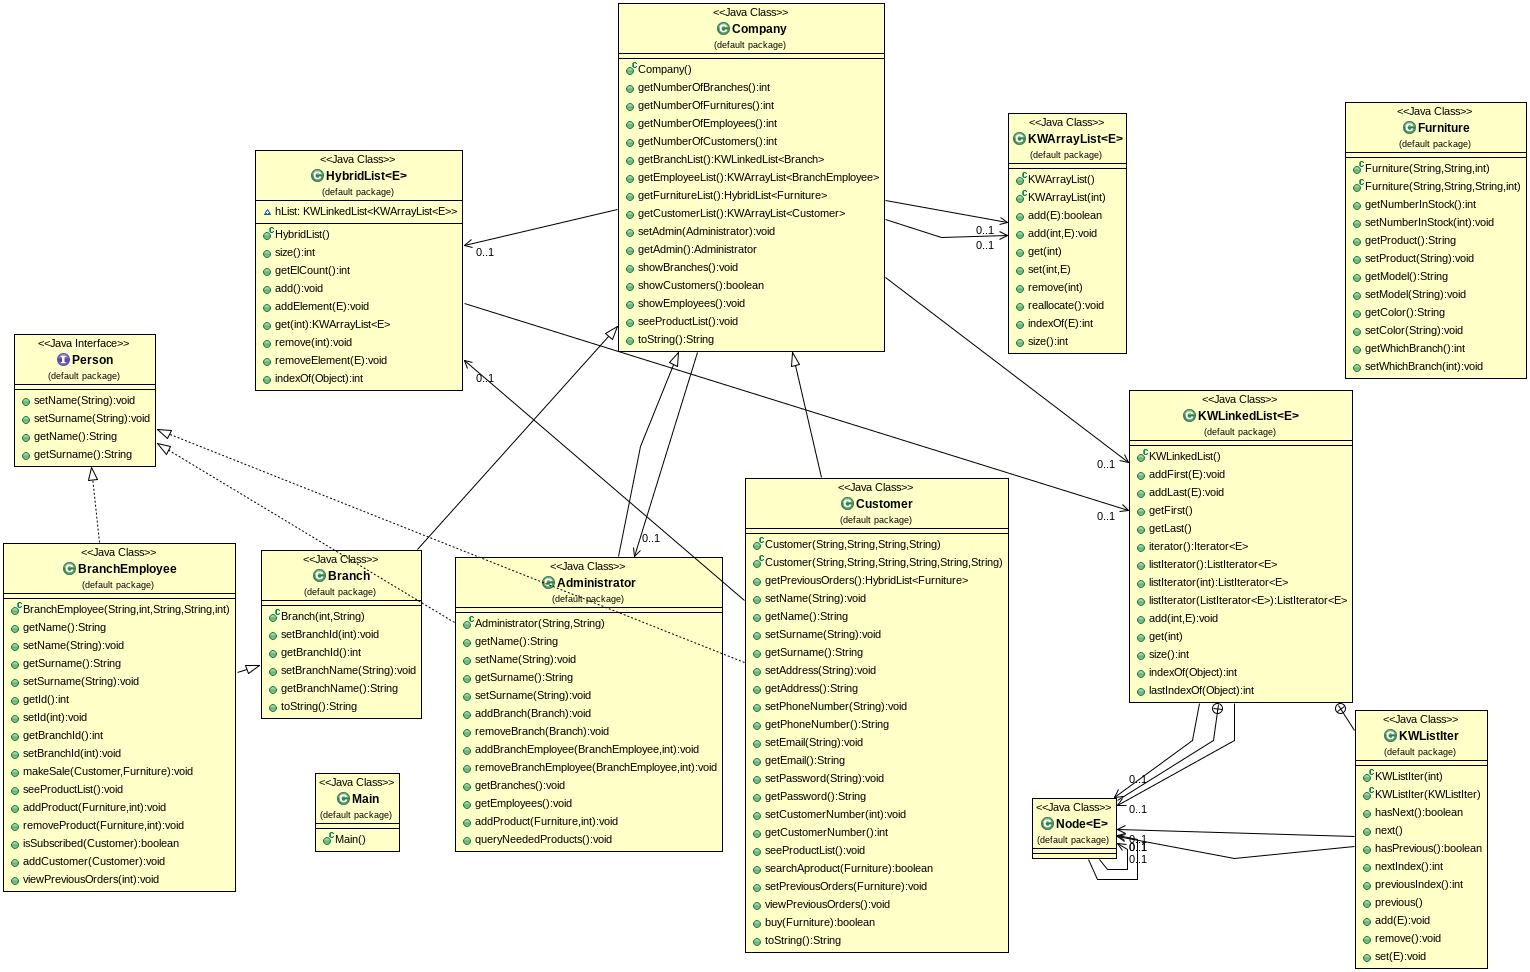 <<Java Class>>
Company
(default package)
Company()
getNumberOfBranches():int
getNumberOfFurnitures():int
getNumberOfEmployees():int
getNumberOfCustomers():int
getBranchList():KWLinkedList<Branch>
getEmployeeList():KWArrayList<BranchEmployee>
getFurnitureList():HybridList<Furniture>
getCustomerList():KWArrayList<Customer>
setAdmin(Administrator):void
getAdmin():Administrator
showBranches():void
showCustomers():boolean
showEmployees():void
seeProductList():void
toString():String
<<Java Class>>
HybridList<E>
(default package)
hList: KWLinkedList<KWArrayList<E>>
HybridList()
size():int
getElCount():int
add():void
addElement(E):void
get(int):KWArrayList<E>
remove(int):void
removeElement(E):void
indexOf(Object):int
0..1
0..1
<<Java Class>>
KWArrayList<E>
(default package)
KWArrayList()
KWArrayList(int)
add(E):boolean
add(int,E):void
get(int)
set(int,E)
remove(int)
reallocate():void
indexOf(E):int
size():int
0..1
0..1
<<Java Class>>
Furniture
(default package)
Furniture(String,String,int)
Furniture(String,String,String,int)
getNumberInStock():int
setNumberInStock(int):void
getProduct():String
setProduct(String):void
getModel():String
setModel(String):void
getColor():String
setColor(String):void
getWhichBranch():int
setWhichBranch(int):void
<<Java Interface>>
Person
(default package)
setName(String):void
setSurname(String):void
getName():String
getSurname():String
<<Java Class>>
KWLinkedList<E>
(default package)
KWLinkedList()
addFirst(E):void
addLast(E):void
getFirst()
getLast()
iterator():Iterator<E>
listIterator():ListIterator<E>
listIterator(int):ListIterator<E>
listIterator(ListIterator<E>):ListIterator<E>
add(int,E):void
get(int)
size():int
indexOf(Object):int
lastIndexOf(Object):int
0..1
0..1
<<Java Class>>
BranchEmployee
(default package)
BranchEmployee(String,int,String,String,int)
getName():String
setName(String):void
getSurname():String
setSurname(String):void
getId():int
setId(int):void
getBranchId():int
setBranchId(int):void
makeSale(Customer,Furniture):void
seeProductList():void
addProduct(Furniture,int):void
removeProduct(Furniture,int):void
isSubscribed(Customer):boolean
addCustomer(Customer):void
viewPreviousOrders(int):void
<<Java Class>>
Branch
(default package)
Branch(int,String)
setBranchId(int):void
getBranchId():int
setBranchName(String):void
getBranchName():String
toString():String
0..1
<<Java Class>>
Administrator
(default package)
Administrator(String,String)
getName():String
setName(String):void
getSurname():String
setSurname(String):void
addBranch(Branch):void
removeBranch(Branch):void
addBranchEmployee(BranchEmployee,int):void
removeBranchEmployee(BranchEmployee,int):void
getBranches():void
getEmployees():void
addProduct(Furniture,int):void
queryNeededProducts():void
<<Java Class>>
Customer
(default package)
Customer(String,String,String,String)
Customer(String,String,String,String,String,String)
getPreviousOrders():HybridList<Furniture>
setName(String):void
getName():String
setSurname(String):void
getSurname():String
setAddress(String):void
getAddress():String
setPhoneNumber(String):void
getPhoneNumber():String
setEmail(String):void
getEmail():String
setPassword(String):void
getPassword():String
setCustomerNumber(int):void
getCustomerNumber():int
seeProductList():void
searchAproduct(Furniture):boolean
setPreviousOrders(Furniture):void
viewPreviousOrders():void
buy(Furniture):boolean
toString():String
<<Java Class>>
Main
(default package)
Main()
<<Java Class>>
Node<E>
(default package)
0..1
0..1
0..1
0..1
0..1
<<Java Class>>
KWListIter
(default package)
KWListIter(int)
KWListIter(KWListIter)
hasNext():boolean
next()
hasPrevious():boolean
nextIndex():int
previousIndex():int
previous()
add(E):void
remove():void
set(E):void